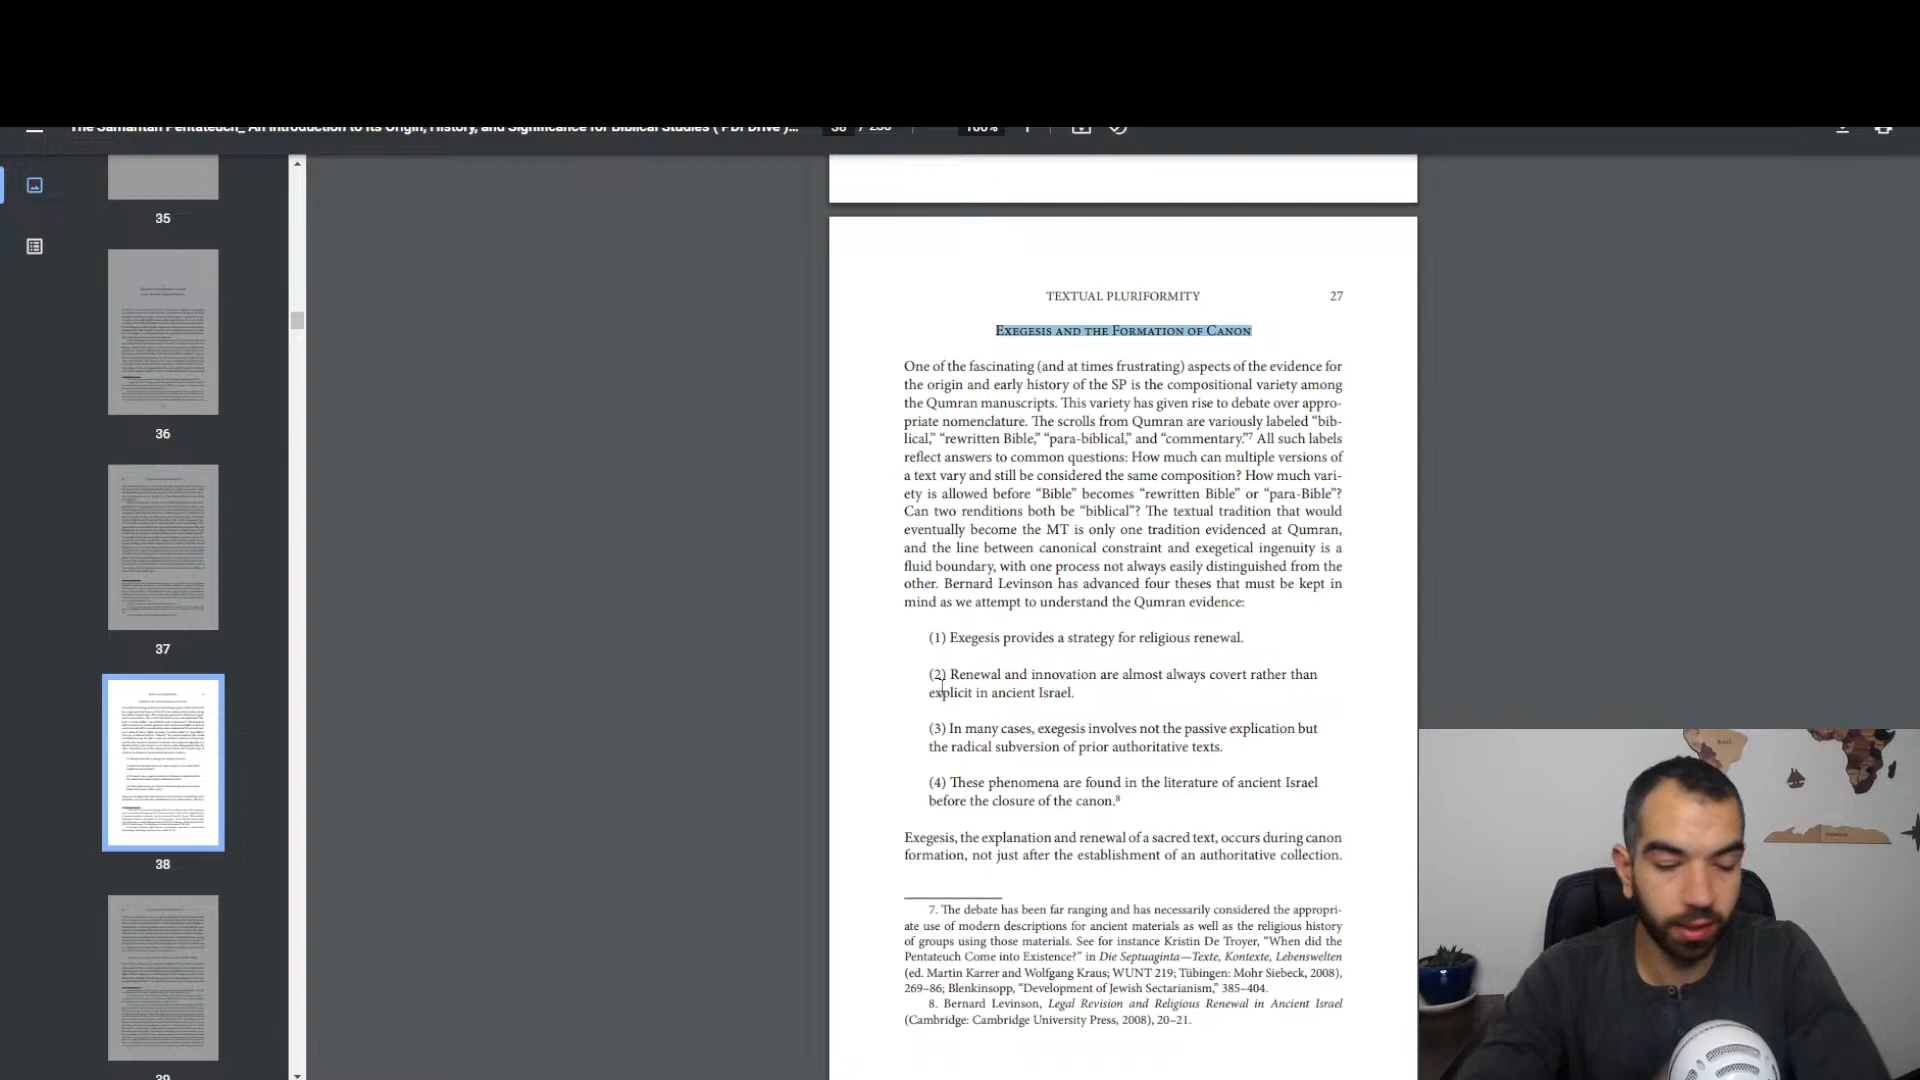 The Samaritan Pentateuch_ An Introduction to Its Origin, History, and Significance for Biblical Studies ( PDFDrive )...
38 /
100%
35
36
37
38
39
TEXTUAL PLURIFORMITY 27
Exegesis and the Formation of Canon
One of the fascinating (and at times frustrating) aspects of the evidence for
the origin and early history of the SP is the compositional variety among
the Qumran manuscripts. This variety has given rise to debate over appro-
priate nomenclature. The scrolls from Qumran are variously labeled “bib-
lical,” “rewritten Bible,” “para-biblical,” and “commentary.”7 All such labels
reflect answers to common questions: How much can multiple versions of
a text vary and still be considered the same composition? How much vari-
ety is allowed before “Bible” becomes “rewritten Bible” or “para-Bible”?
Can two renditions both be “biblical”? The textual tradition that would
eventually become the MT is only one tradition evidenced at Qumran,
and the line between canonical constraint and exegetical ingenuity is a
fluid boundary, with one process not always easily distinguished from the
other. Bernard Levinson has advanced four theses that must be kept in
mind as we attempt to understand the Qumran evidence:
(1) Exegesis provides a strategy for religious renewal.
(2) Renewal and innovation are almost always covert rather than
explicit in ancient Israel.
(3) In many cases, exegesis involves not the passive explication but
the radical subversion of prior authoritative texts.
(4) These phenomena are found in the literature of ancient Israel
before the closure of the canon.8
Exegesis, the explanation and renewal of a sacred text, occurs during canon
formation, not just after the establishment of an authoritative collection.
7. The debate has been far ranging and has necessarily considered the appropri-
ate use of modern descriptions for ancient materials as well as the religious history
of groups using those materials. See for instance Kristin De Troyer, “When did the
Pentateuch Come into Existence?” in Die Septuaginta—Texte, Kontexte, Lebenswelten
(ed. Martin Karrer and Wolfgang Kraus; WUNT 219; Tübingen: Mohr Siebeck, 2008),
269–86; Blenkinsopp, “Development of Jewish Sectarianism,” 385–404.
8. Bernard Levinson, Legal Revision and Religious Renewal in Ancient Israel
(Cambridge: Cambridge University Press, 2008), 20–21.